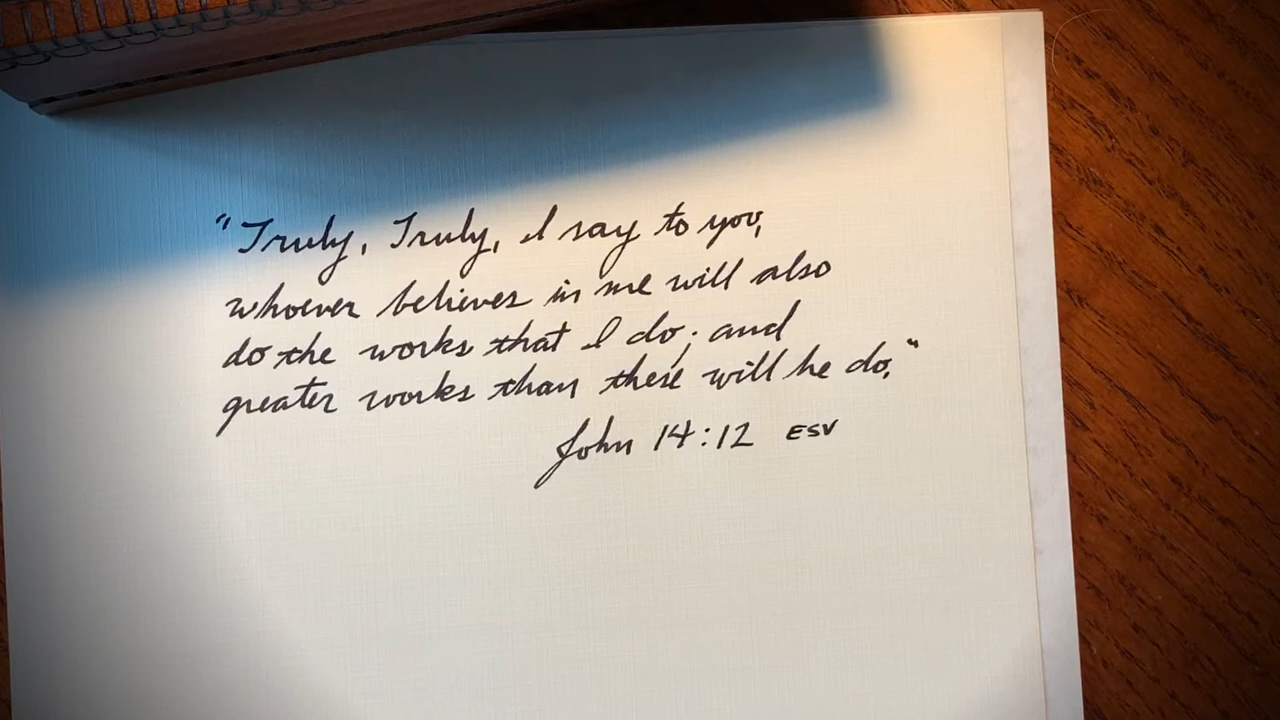 "Truly, Truly, I say to you,
whoever believes in me will also
do the works that I do; and
greater works than these will he do."
John 14:12 ESV